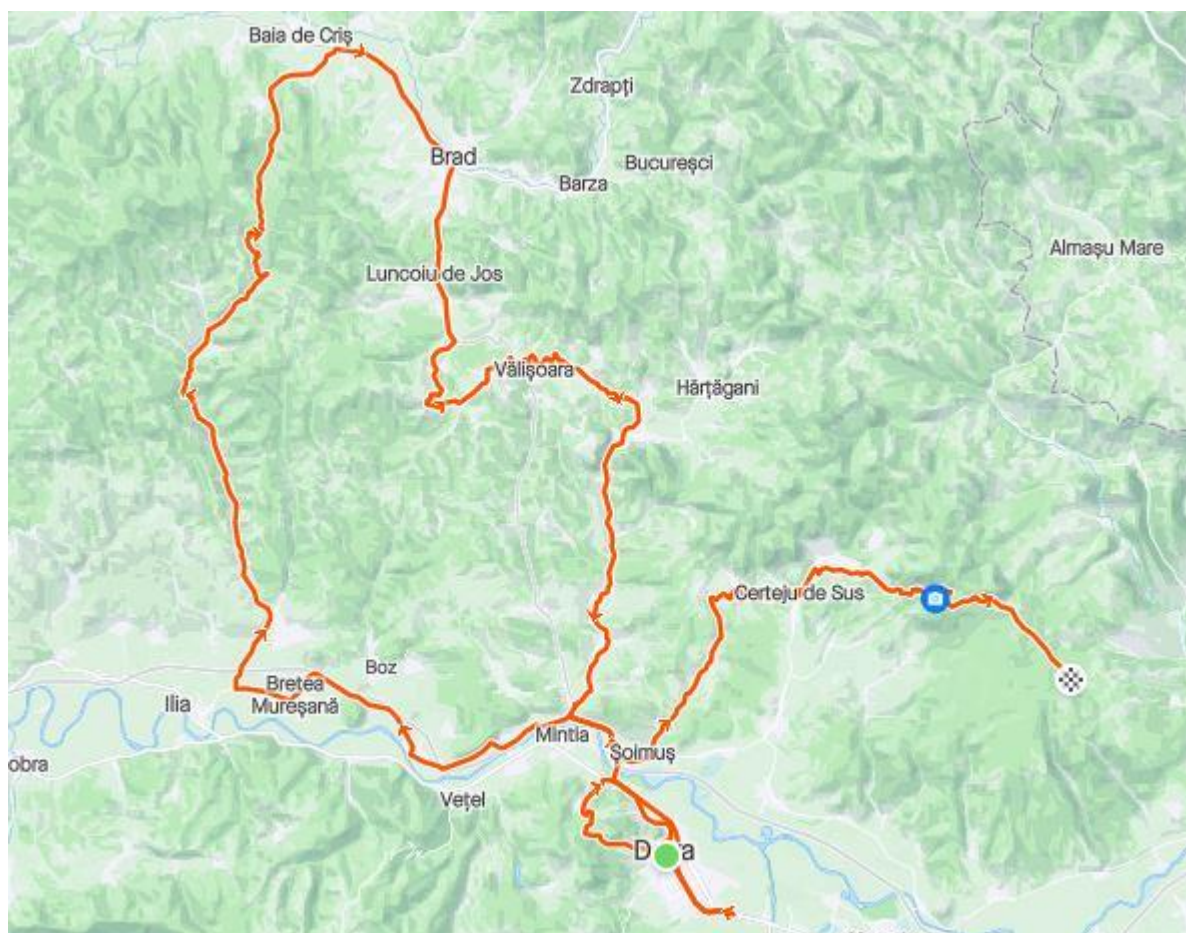 Baia de Criș
Zdrapți
Brad
Bucureșci
Barza
Almașu Mare
Luncoiu de Jos
Vălișoara
Hărțăgani
Certeju de Sus
Boz
Bretea
Mureșană
Ilia
Mintia
Șoimuș
obra
Vețel